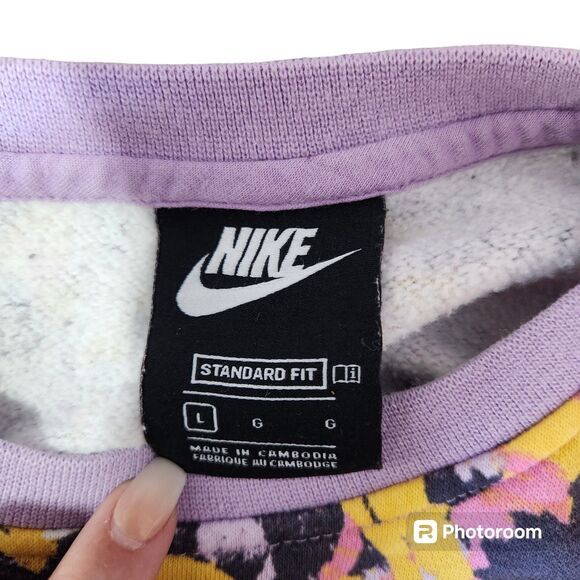 NIKE
STANDARD FIT
L G G
MADE IN CAMBODIA
FABRIQUE AU CAMBODGE
Photoroom